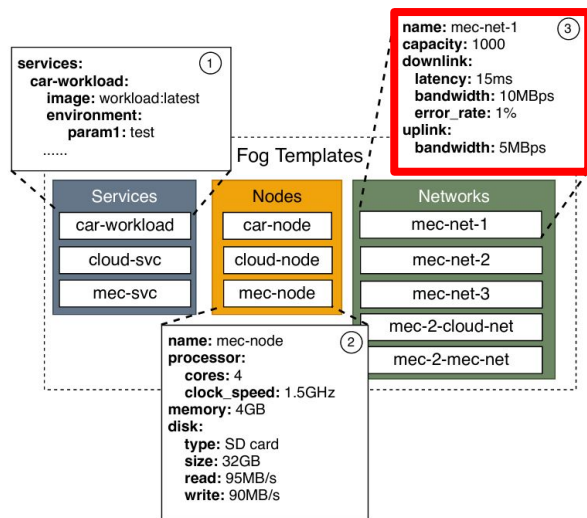 services:
car-workload:
image: workload:latest
environment:
param1: test
......
1
name: mec-net-1
capacity: 1000
downlink:
latency: 15ms
bandwidth: 10MBps
error_rate: 1%
uplink:
bandwidth: 5MBps
3
Fog Templates
Services
car-workload
cloud-svc
mec-svc
Nodes
car-node
cloud-node
mec-node
Networks
mec-net-1
mec-net-2
mec-net-3
mec-2-cloud-net
mec-2-mec-net
name: mec-node
processor:
cores: 4
clock_speed: 1.5GHz
memory: 4GB
disk:
type: SD card
size: 32GB
read: 95MB/s
write: 90MB/s
2